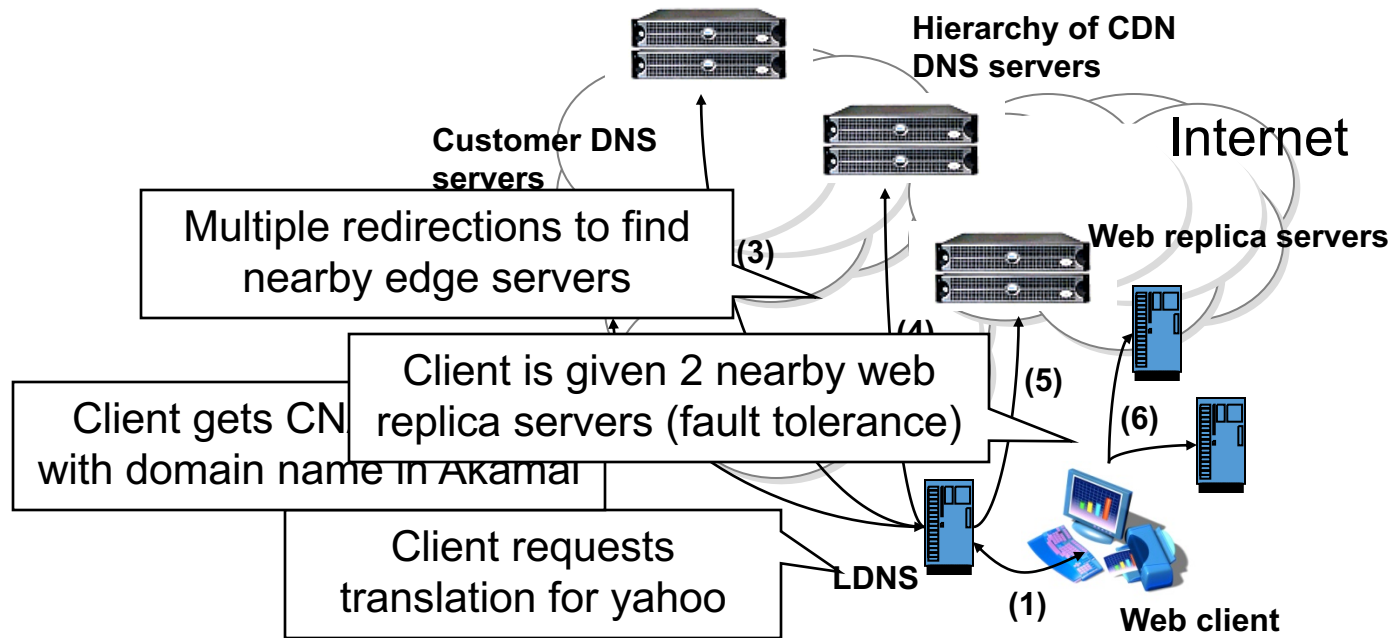 Hierarchy of CDN
DNS servers
Internet
Customer DNS
servers
Multiple redirections to find
nearby edge servers
(3)
Web replica servers
(4)
Client is given 2 nearby web
replica servers (fault tolerance)
(5)
(6)
Client gets
with domain name in Akamai
Client requests
translation for yahoo
LDNS
(1)
Web client